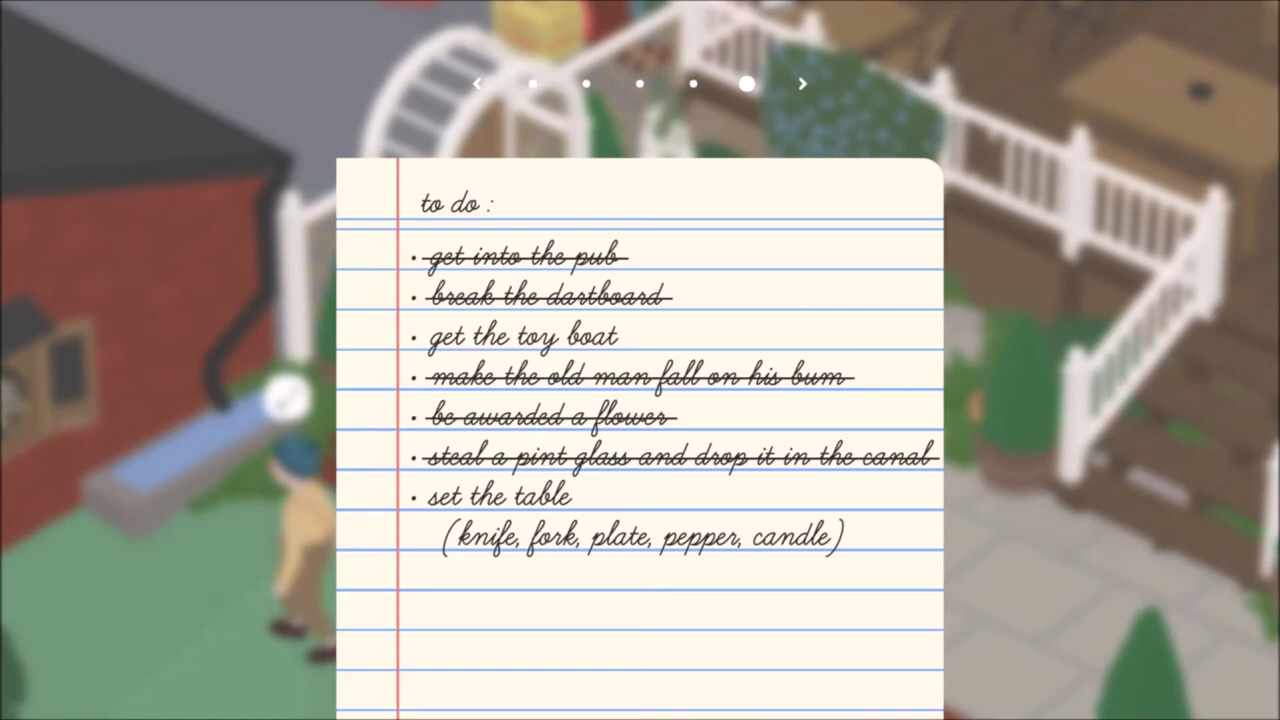 to do :
• get into the pub
• break the dartboard
• get the toy boat
• make the old man fall on his bum
• be awarded a flower
• steal a pint glass and drop it in the canal
• set the table
(knife, fork, plate, pepper, candle)